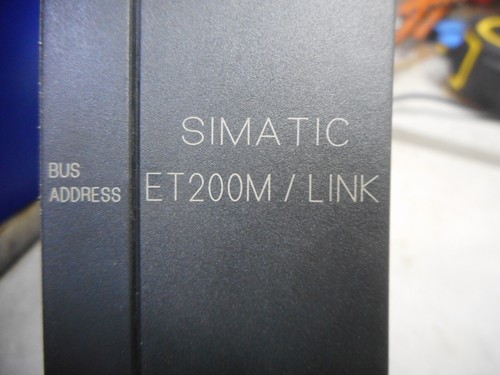 BUS
ADDRESS
SIMATIC
ET200M / LINK